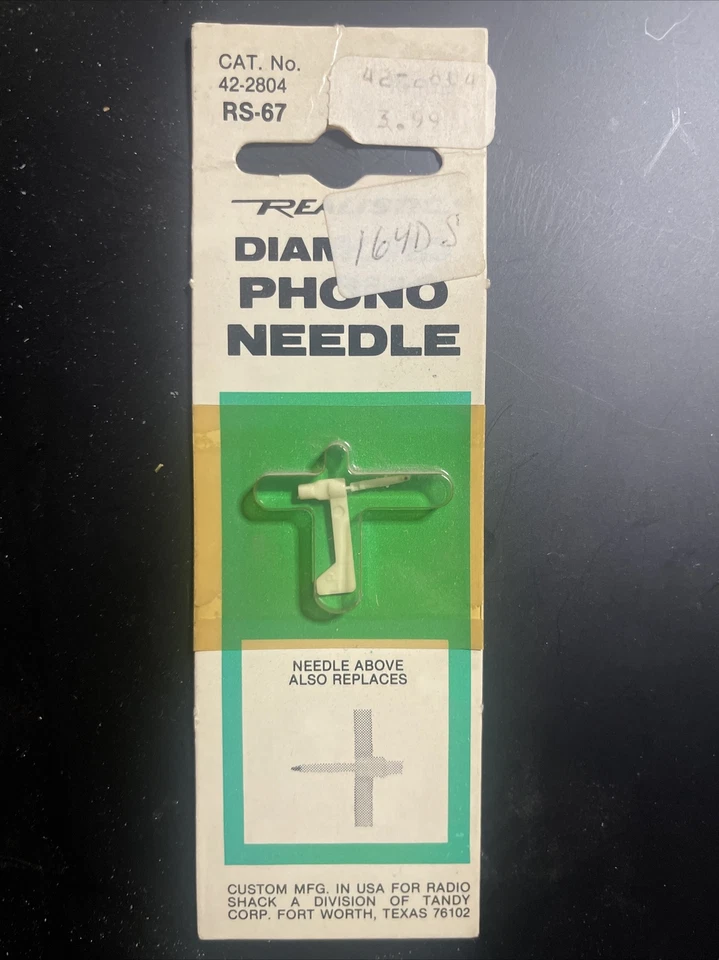 CAT. No.
42-2804
RS-67
3.99
REALISTIC
164DS
DIAM
PHONO
NEEDLE
NEEDLE ABOVE
ALSO REPLACES
CUSTOM MFG. IN USA FOR RADIO
SHACK A DIVISION OF TANDY
CORP. FORT WORTH, TEXAS 76102